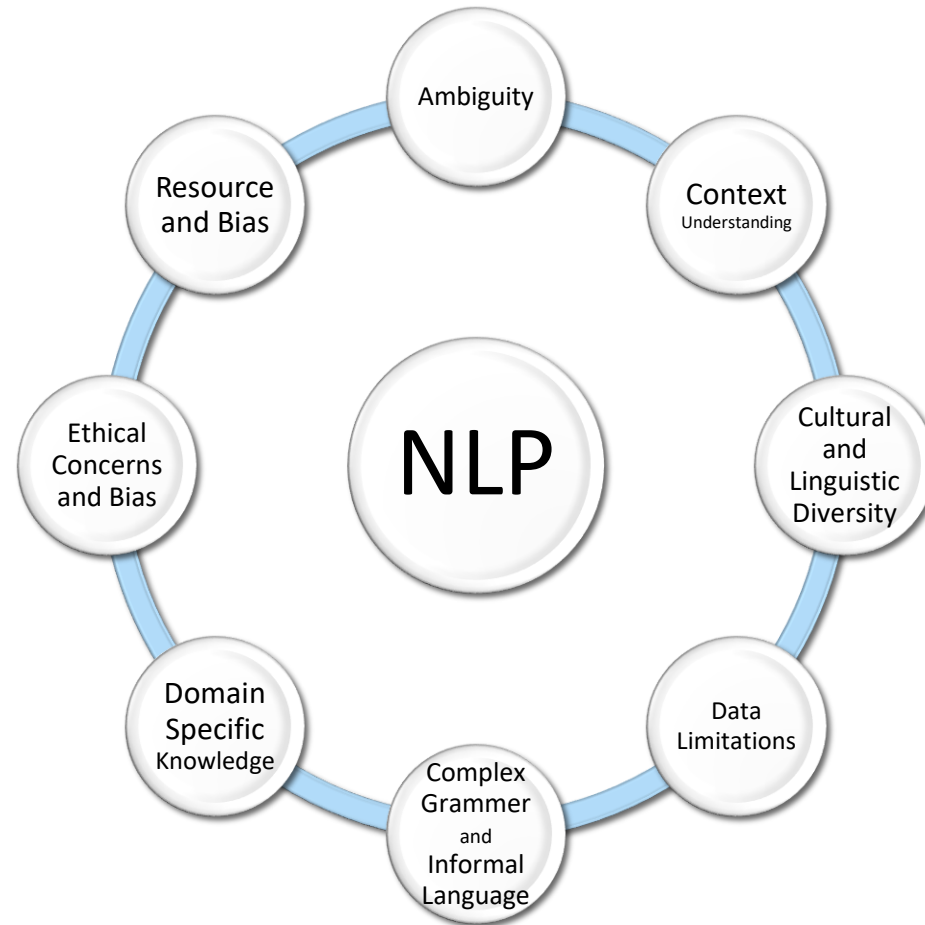 Ambiguity
Context
Understanding
Cultural
and
Linguistic
Diversity
Data
Limitations
Complex
Grammer
and
Informal
Language
Domain
Specific
Knowledge
Ethical
Concerns
and Bias
Resource
and Bias
NLP